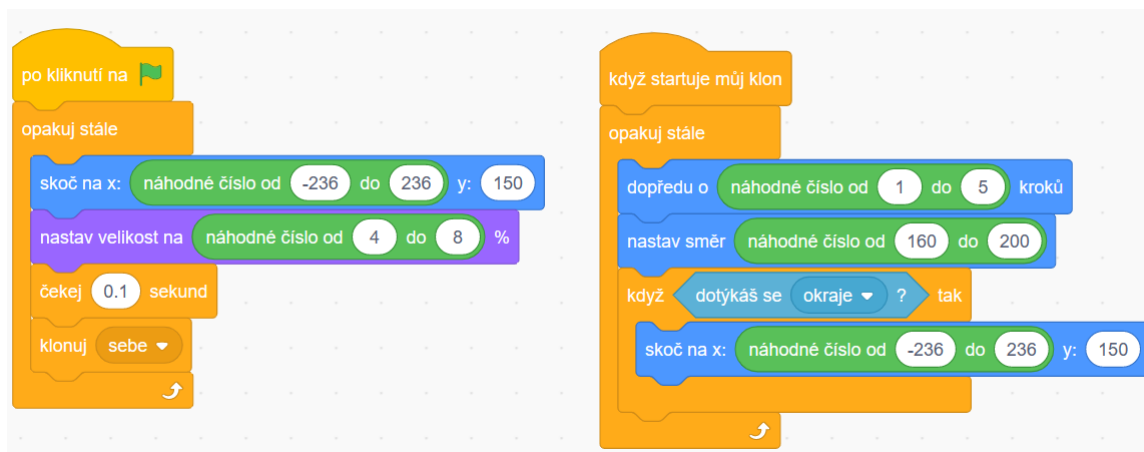 po kliknutí na
opakuj stále
skoč na x: náhodné číslo od -236 do 236 y: 150
nastav velikost na náhodné číslo od 4 do 8 %
čekej 0.1 sekund
klonuj sebe
když startuje můj klon
opakuj stále
dopředu o náhodné číslo od 1 do 5 kroků
nastav směr náhodné číslo od 160 do 200
když dotýkáš se okraje ? tak
skoč na x: náhodné číslo od -236 do 236 y: 150